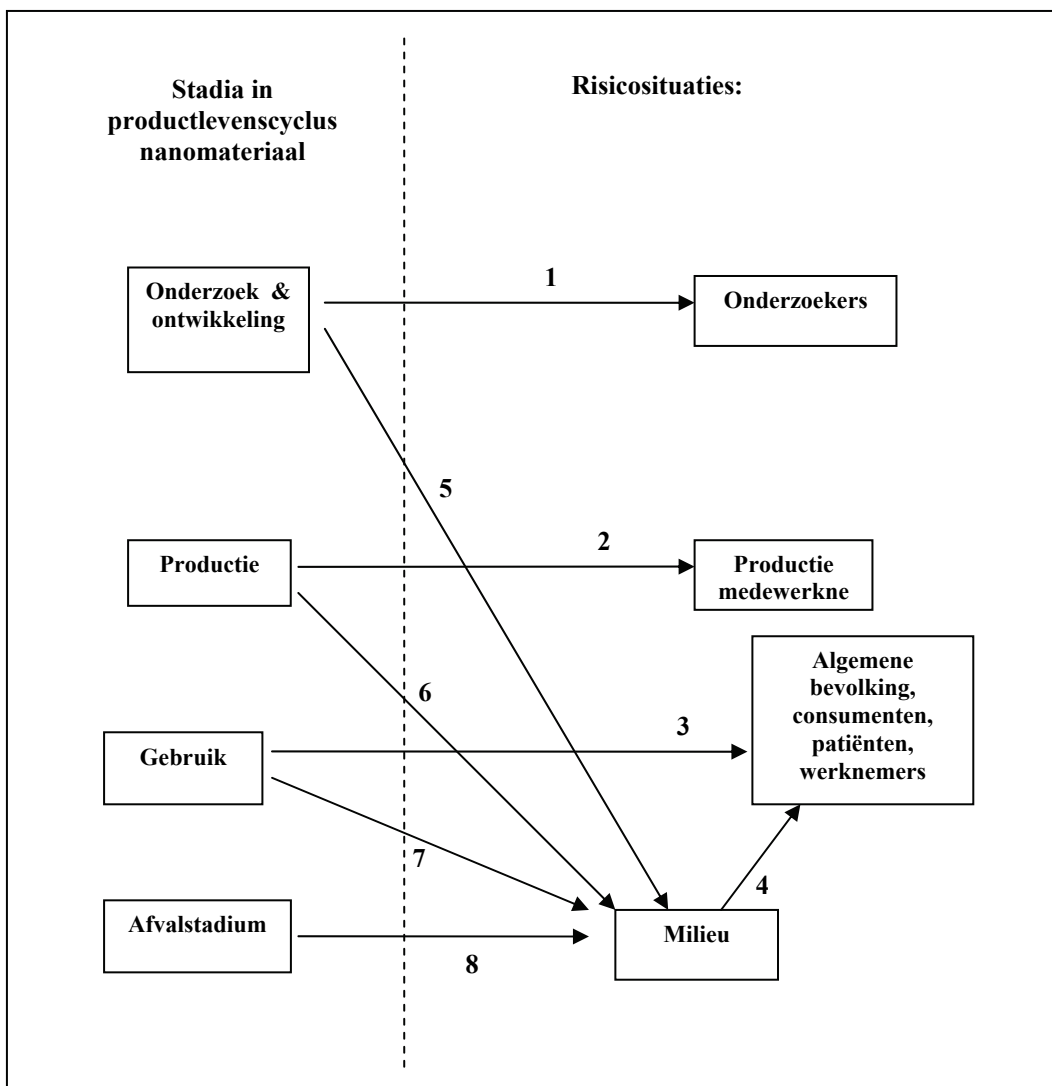 Stadia in
productlevenscyclus
nanomateriaal
Risicosituaties:
Onderzoek &
ontwikkeling
1
Onderzoekers
5
Productie
2
Productie
medewerkne
6
Algemene
bevolking,
consumenten,
patiënten,
werknemers
Gebruik
3
7
4
Afvalstadium
8
Milieu